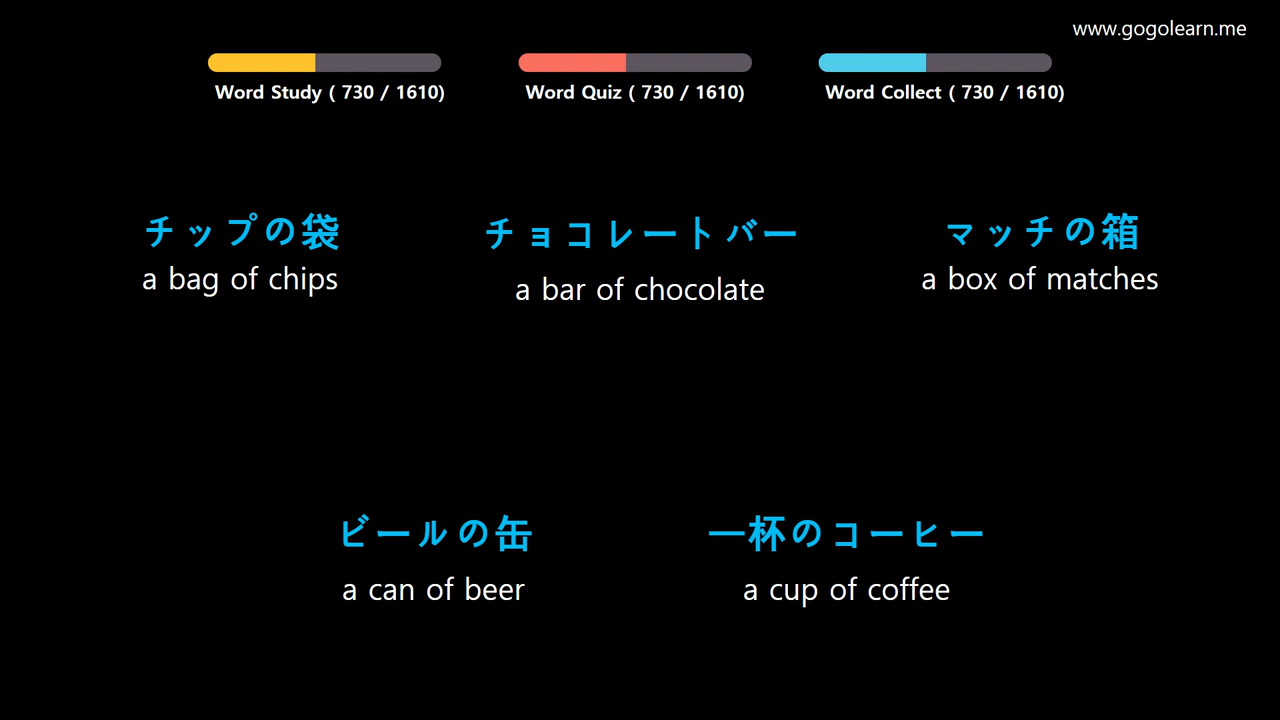 www.gogolearn.me
Word Study ( 730 / 1610)
Word Quiz ( 730 / 1610)
Word Collect ( 730 / 1610)
チップの袋
a bag of chips
チョコレートバー
a bar of chocolate
マッチの箱
a box of matches
ビールの缶
a can of beer
一杯のコーヒー
a cup of coffee